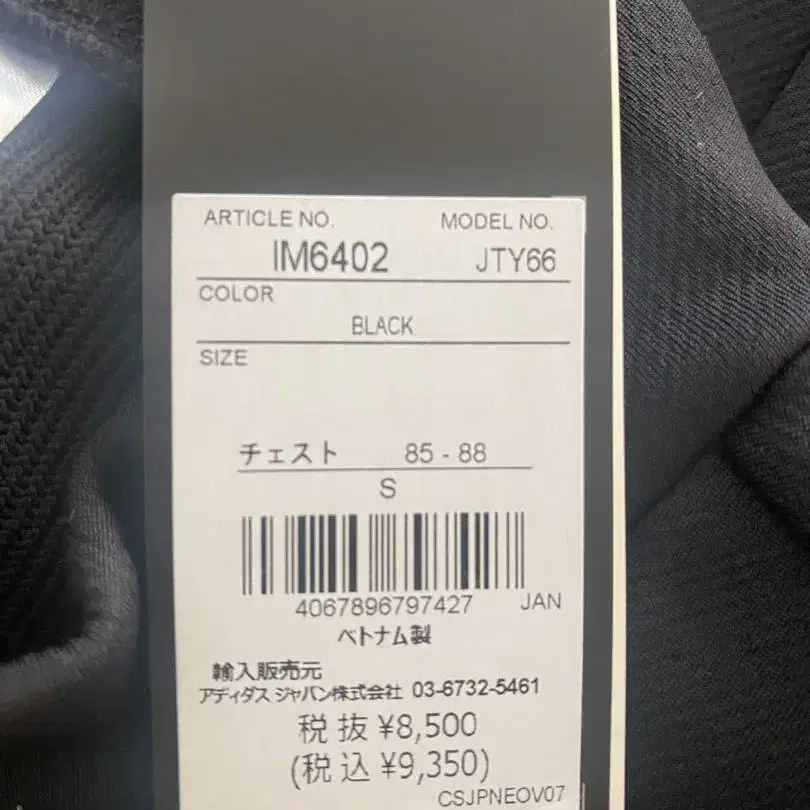 ARTICLE NO. MODEL NO.
IM6402 JTY66
COLOR
BLACK
SIZE
チェスト 85 - 88
S
4067896797427 JAN
ベトナム製
輸入販売元
アディダス ジャパン株式会社 03-6732-5461
税 抜 ¥8,500
(税 込 ¥9,350)
CSJPNEOV07